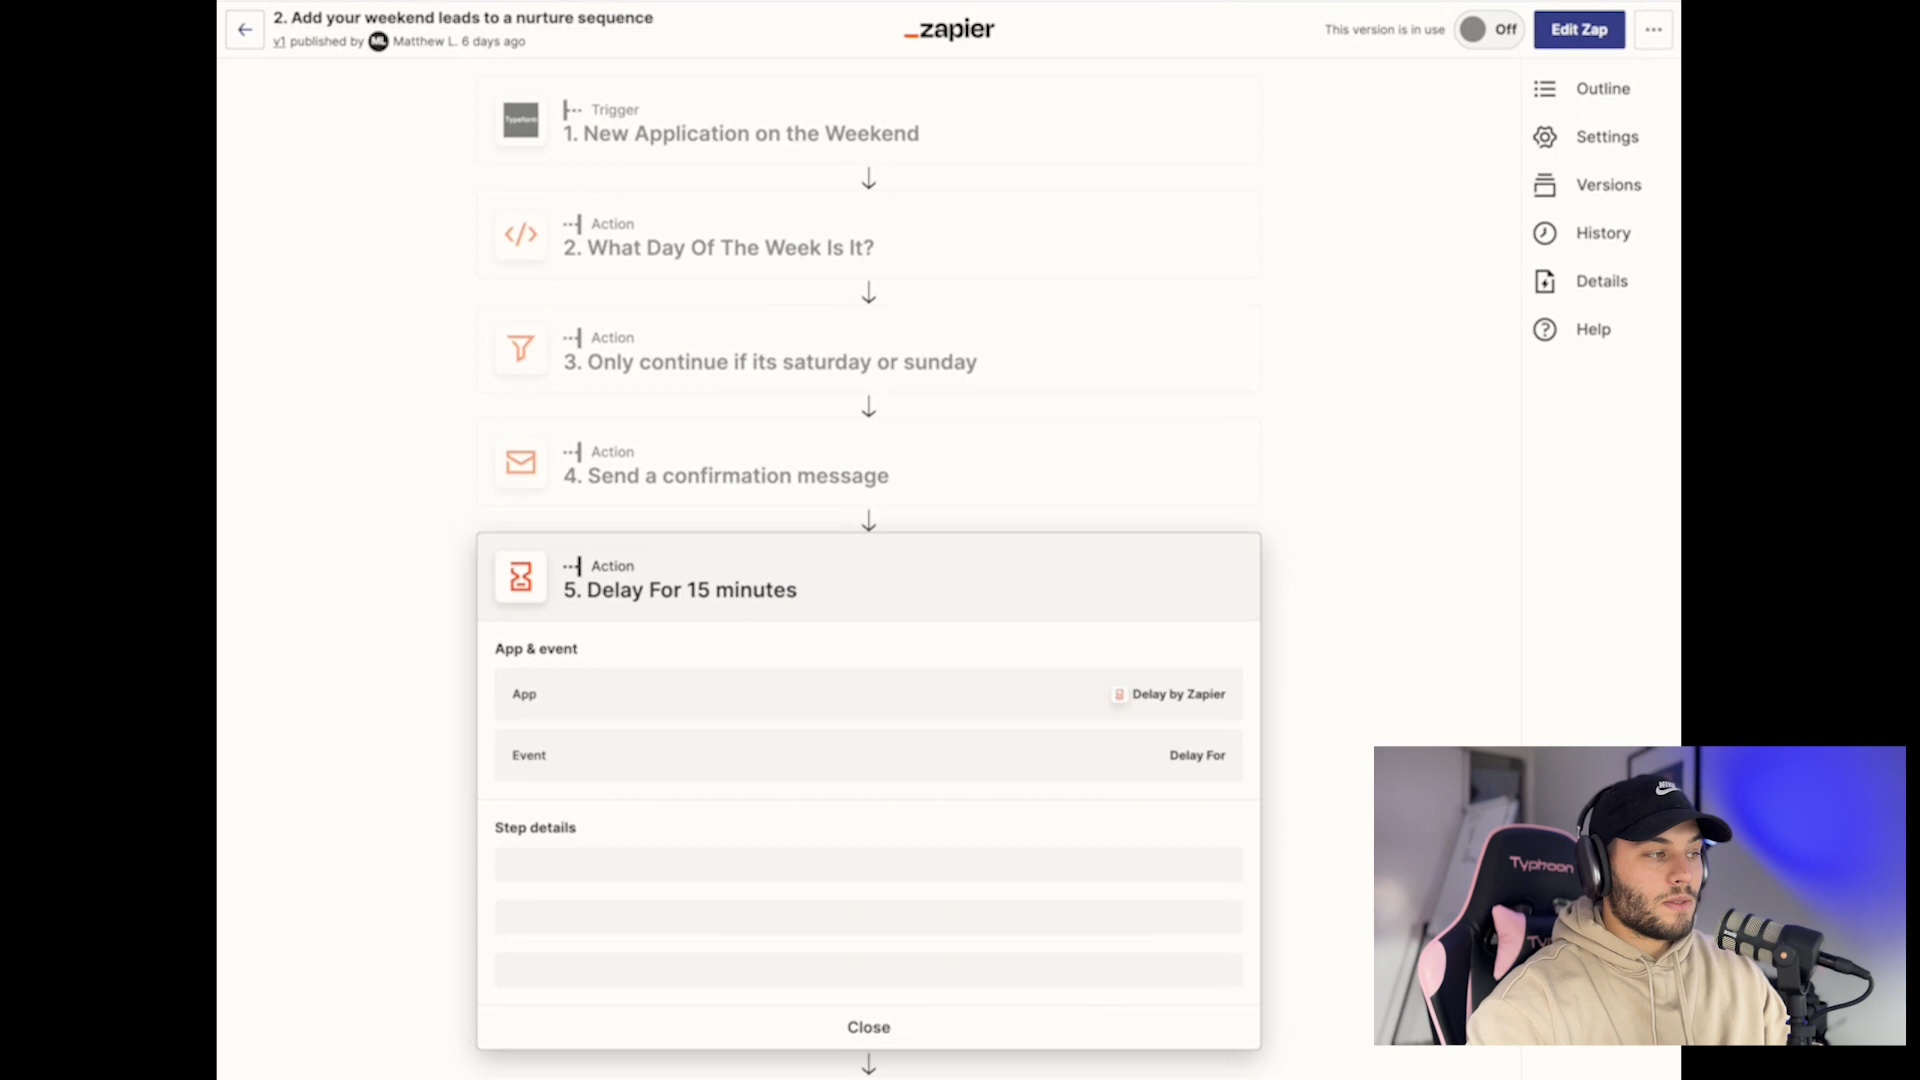 2. Add your weekend leads to a nurture sequence
v1 published by ML Matthew L. 6 days ago
_zapier
This version is in use
Off
Edit Zap
Outline
Settings
Versions
History
Details
Help
Typeform
Trigger
1. New Application on the Weekend
Action
2. What Day Of The Week Is It?
Action
3. Only continue if its saturday or sunday
Action
4. Send a confirmation message
Action
5. Delay For 15 minutes
App & event
App
Delay by Zapier
Event
Delay For
Step details
Close
Typhoon